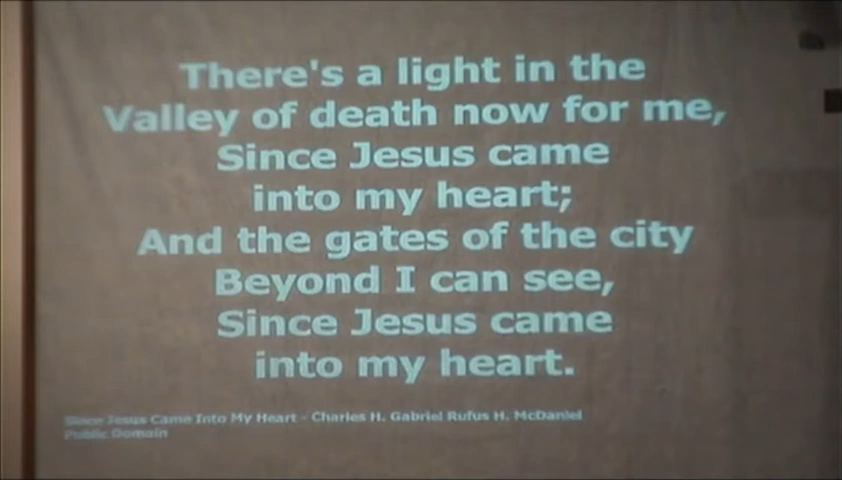 There's a light in the
Valley of death now for me,
Since Jesus came
into my heart;
And the gates of the city
Beyond I can see,
Since Jesus came
into my heart.
Since Jesus Came Into My Heart - Charles H. Gabriel Rufus H. McDaniel
Public Domain